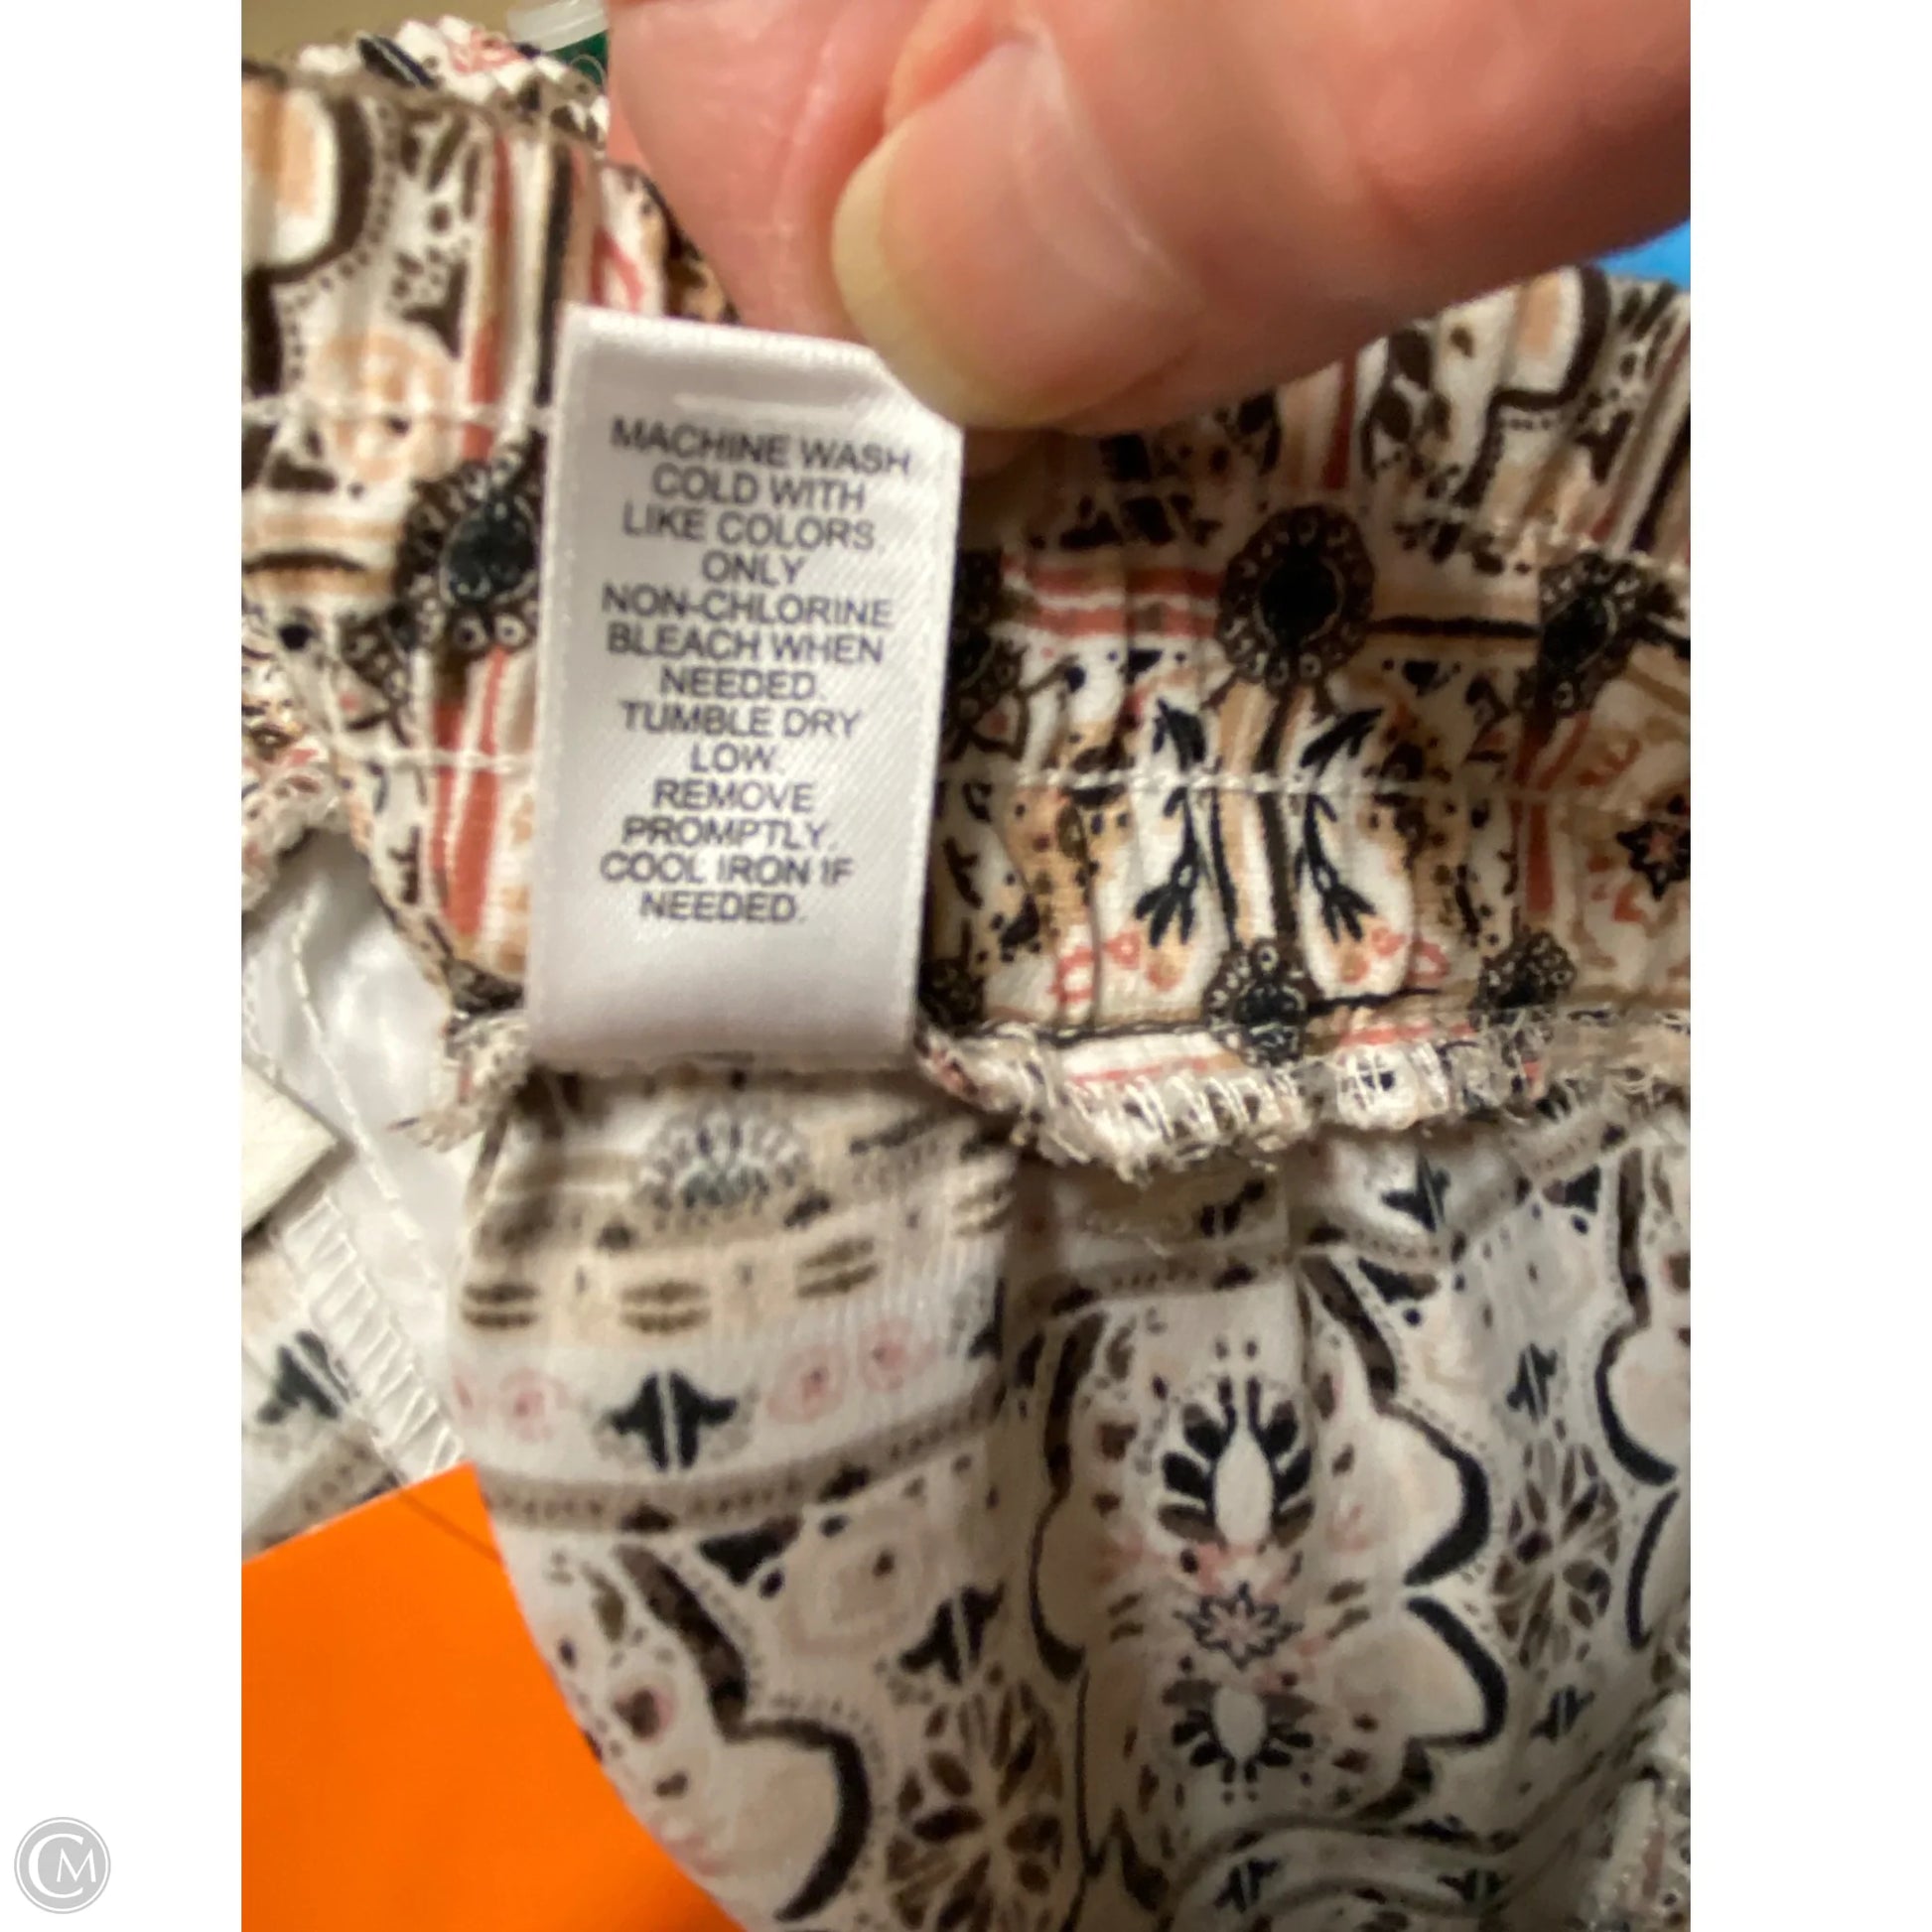 MACHINE WASH
COLD WITH
LIKE COLORS.
ONLY
NON-CHLORINE
BLEACH WHEN
NEEDED.
TUMBLE DRY
LOW.
REMOVE
PROMPTLY.
COOL IRON IF
NEEDED.
CM